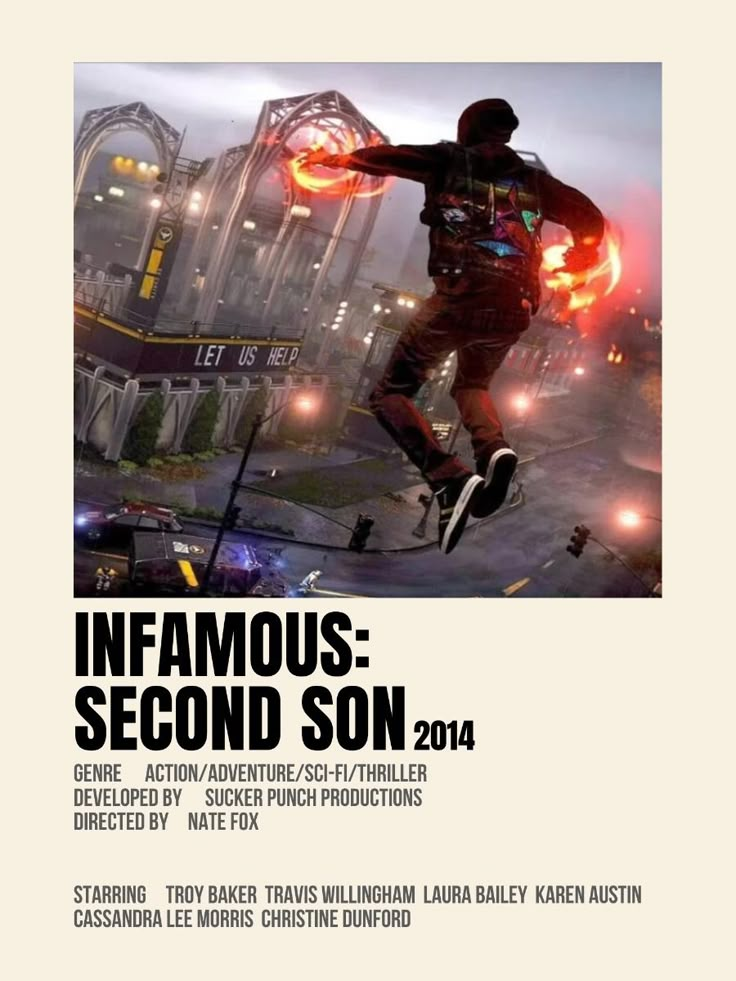 LET US HELP
INFAMOUS:
SECOND SON 2014
GENRE ACTION/ADVENTURE/SCI-FI/THRILLER
DEVELOPED BY SUCKER PUNCH PRODUCTIONS
DIRECTED BY NATE FOX
STARRING TROY BAKER TRAVIS WILLINGHAM LAURA BAILEY KAREN AUSTIN
CASSANDRA LEE MORRIS CHRISTINE DUNFORD